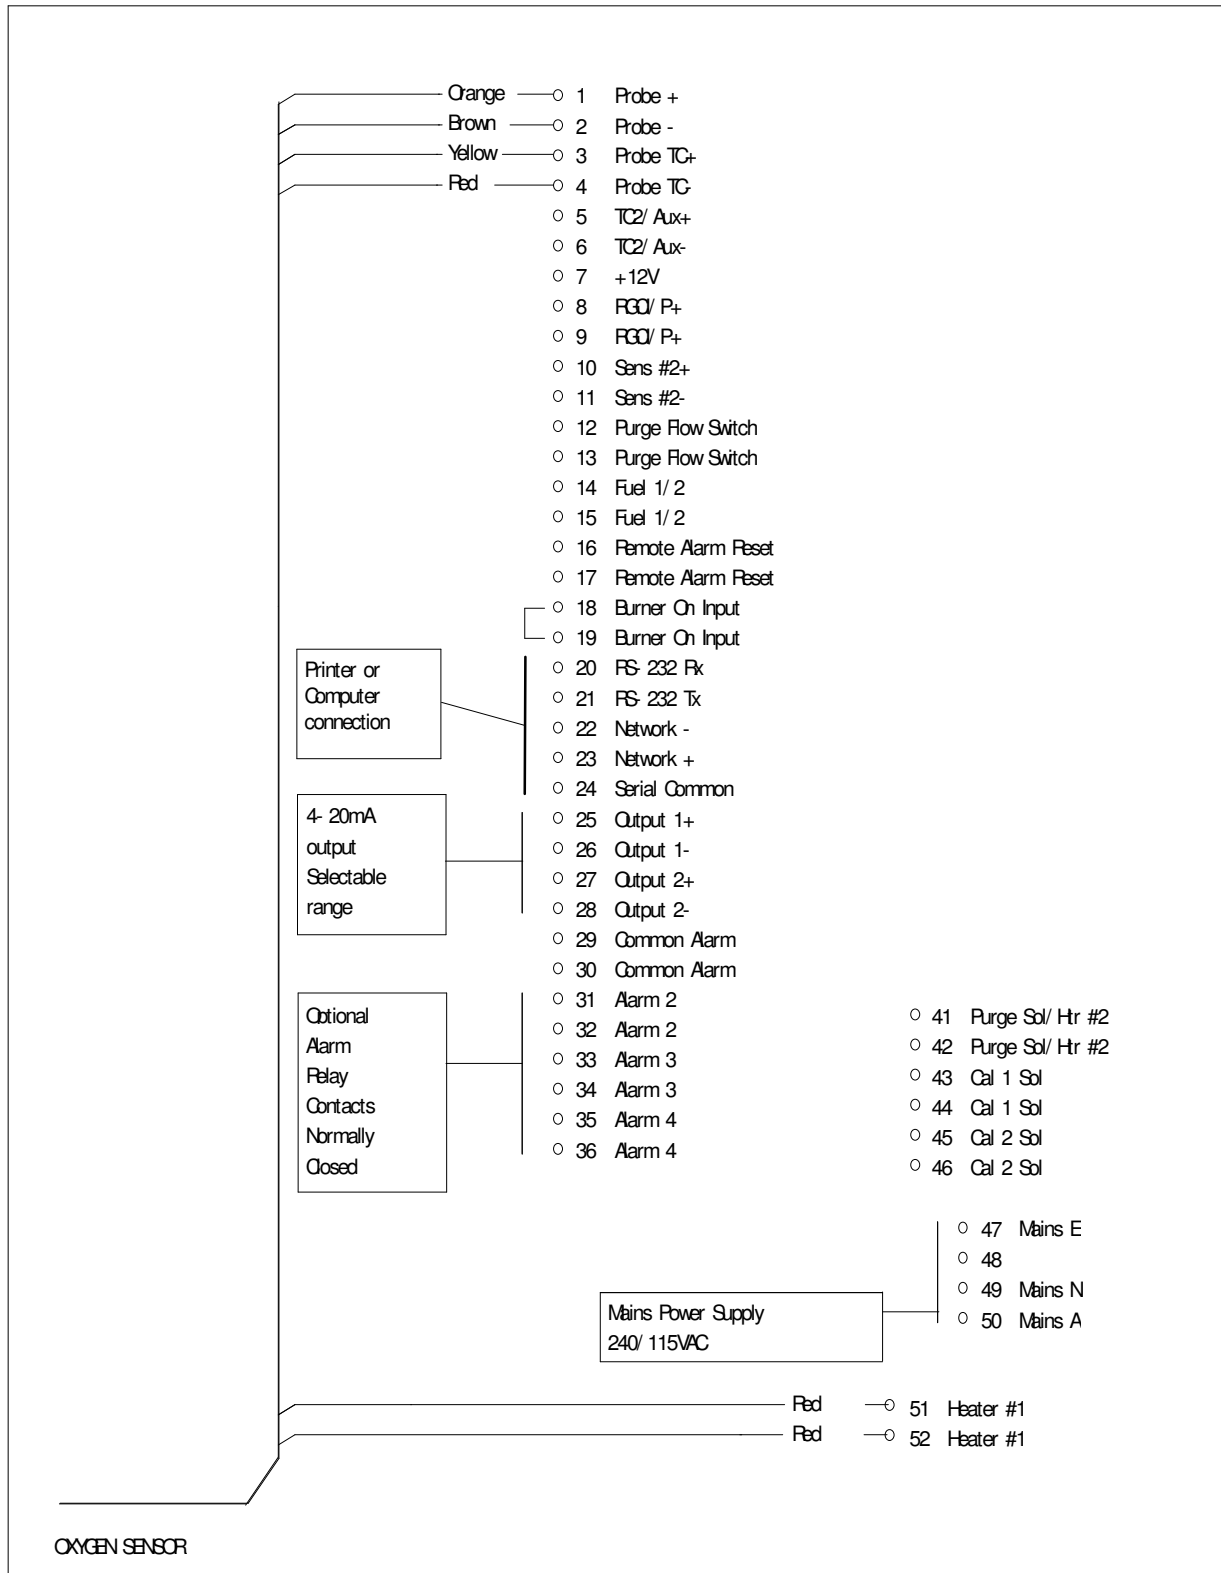 Orange 1 Probe +
Brown 2 Probe -
Yellow 3 Probe TC+
Red 4 Probe TC-
5 TC2/ Aux+
6 TC2/ Aux-
7 +12V
8 RGCI/ P+
9 RGCI/ P+
10 Sens #2+
11 Sens #2-
12 Purge Flow Switch
13 Purge Flow Switch
14 Fuel 1/ 2
15 Fuel 1/ 2
16 Remote Alarm Reset
17 Remote Alarm Reset
18 Burner On Input
19 Burner On Input
Printer or
Computer
connection
20 RS- 232 Rx
21 RS- 232 Tx
22 Network -
23 Network +
24 Serial Common
4- 20mA
output
Selectable
range
25 Output 1+
26 Output 1-
27 Output 2+
28 Output 2-
29 Common Alarm
30 Common Alarm
Optional
Alarm
Relay
Contacts
Normally
Closed
31 Alarm 2
32 Alarm 2
33 Alarm 3
34 Alarm 3
35 Alarm 4
36 Alarm 4
41 Purge Sol/ Htr #2
42 Purge Sol/ Htr #2
43 Cal 1 Sol
44 Cal 1 Sol
45 Cal 2 Sol
46 Cal 2 Sol
47 Mains E
48
49 Mains N
50 Mains A
Mains Power Supply
240/ 115VAC
Red 51 Heater #1
Red 52 Heater #1
OXYGEN SENSOR